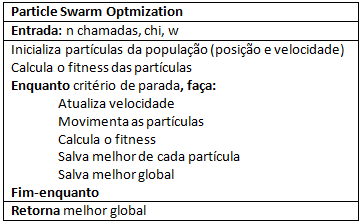 Particle Swarm Optmization
Entrada: n chamadas, chi, w
Inicializa partículas da população (posição e velocidade)
Calcula o fitness das partículas
Enquanto critério de parada, faça:
Atualiza velocidade
Movimenta as partículas
Calcula o fitness
Salva melhor de cada partícula
Salva melhor global
Fim-enquanto
Retorna melhor global